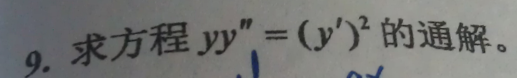 9. 求方程 yy″ = (y′)² 的通解。